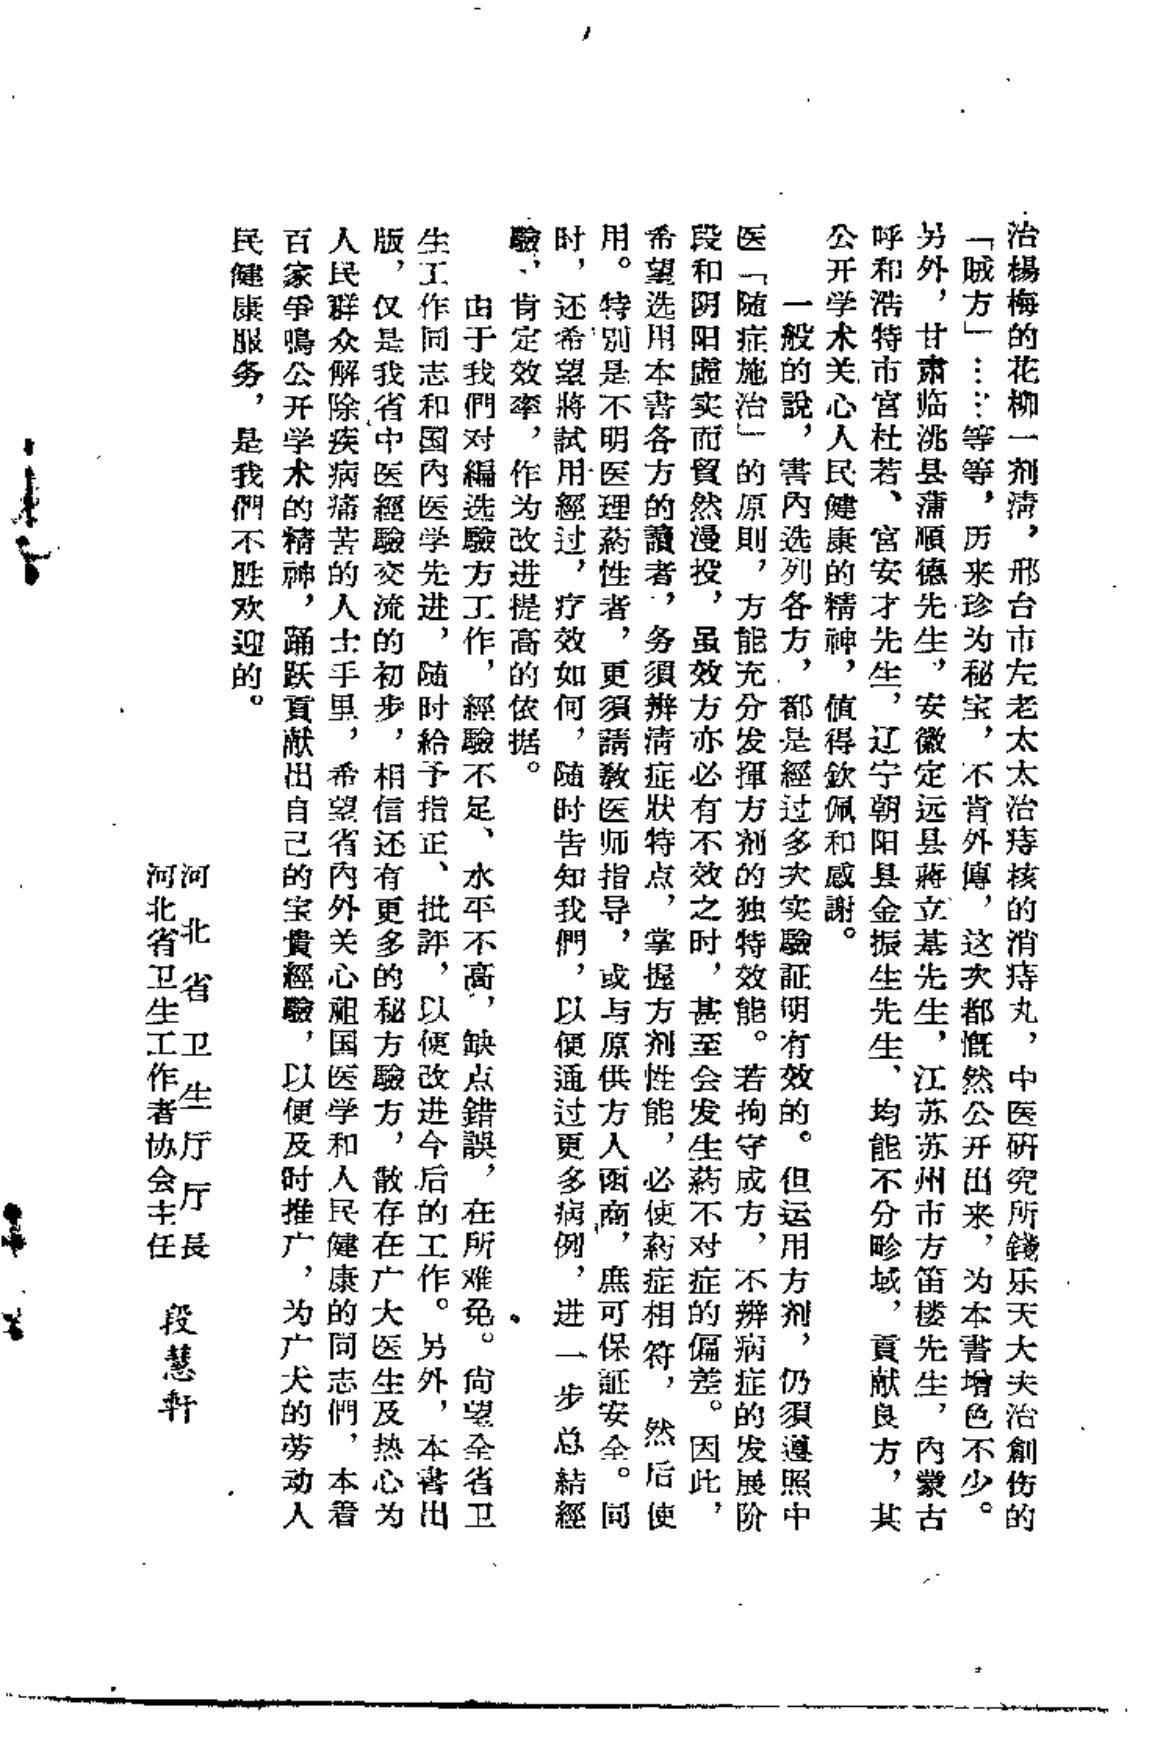 治楊梅的花柳一剂清，邢台市左老太太治痔核的消痔丸，中医研究所錢乐天大夫治創伤的
「贼方」……等等，历来珍为秘宝，不肯外傳，这次都慨然公开出来，为本書增色不少。
另外，甘肃临洮县蒲順德先生，安徽定远县蔣立基先生，江苏苏州市方笛楼先生，内蒙古
呼和浩特市宮杜若、宮安才先生，辽宁朝阳县金振生先生，均能不分畛域，貢献良方，其
公开学术关心人民健康的精神，值得欽佩和感謝。
一般的說，書内选列各方，都是經过多次实驗証明有效的。但运用方剂，仍須遵照中
医「随症施治」的原則，方能充分发揮方剂的独特效能。若拘守成方，不辨病症的发展阶
段和阴阳虛实而貿然漫投，虽效方亦必有不效之时，甚至会发生葯不对症的偏差。因此，
希望选用本書各方的讀者，务須辨清症狀特点，掌握方剂性能，必使葯症相符，然后使
用。特别是不明医理葯性者，更須請敎医师指导，或与原供方人函商，庶可保証安全。同
时，还希望將試用經过，疗效如何，随时告知我們，以便通过更多病例，进一步总結經
驗，肯定效率，作为改进提高的依据。
由于我們对編选驗方工作，經驗不足、水平不高，缺点錯誤，在所难免。尙望全省卫
生工作同志和国内医学先进，随时給予指正、批評，以便改进今后的工作。另外，本書出
版，仅是我省中医經驗交流的初步，相信还有更多的秘方驗方，散存在广大医生及热心为
人民群众解除疾病痛苦的人士手里，希望省内外关心祖国医学和人民健康的同志們，本着
百家爭鳴公开学术的精神，踊跃貢献出自己的宝貴經驗，以便及时推广，为广大的劳动人
民健康服务，是我們不胜欢迎的。
河北省卫生厅厅長
河北省卫生工作者协会主任
段慧軒